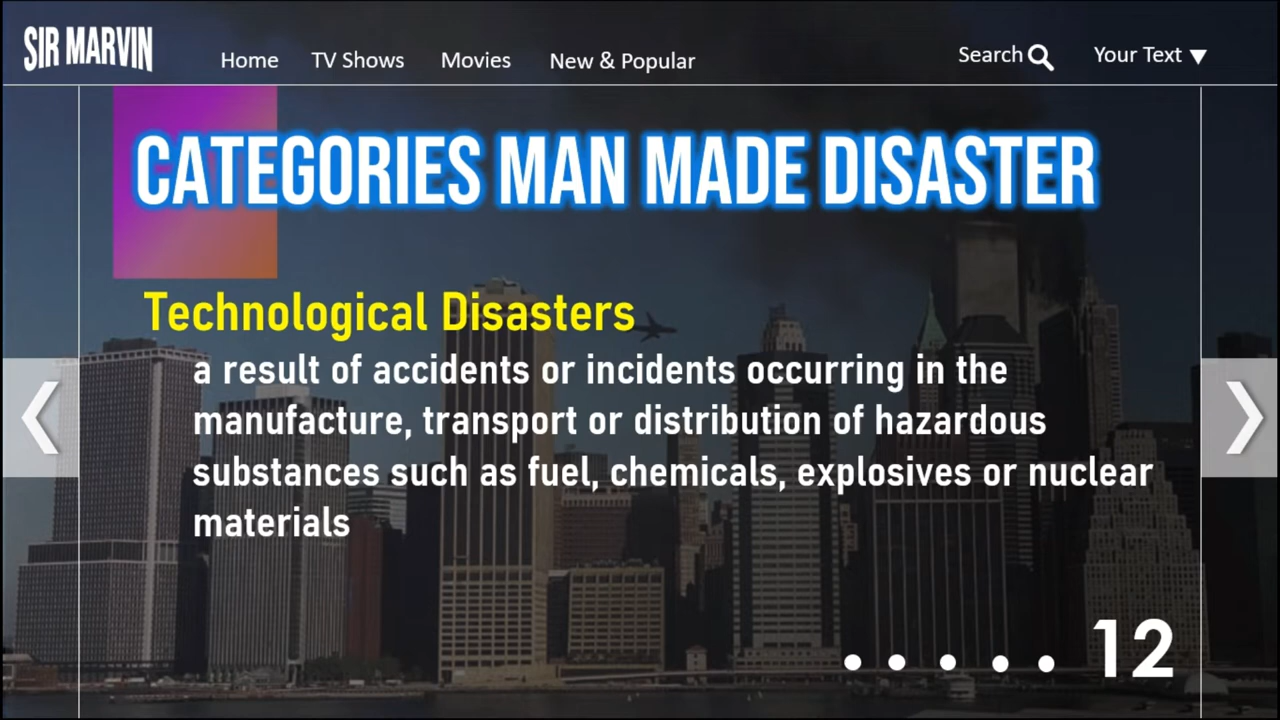 SIR MARVIN
Home TV Shows Movies New & Popular Search Your Text
CATEGORIES MAN MADE DISASTER
Technological Disasters
a result of accidents or incidents occurring in the
manufacture, transport or distribution of hazardous
substances such as fuel, chemicals, explosives or nuclear
materials
12